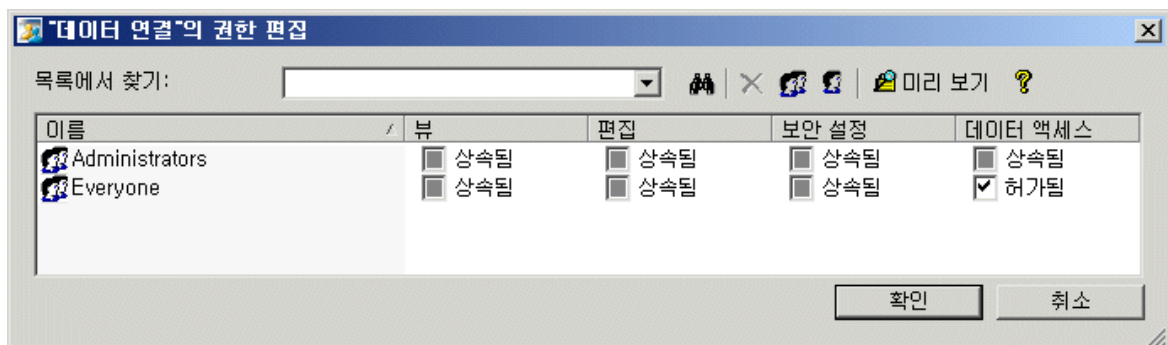 "데이터 연결"의 권한 편집
목록에서 찾기: 미리 보기
이름 뷰 편집 보안 설정 데이터 액세스
Administrators 상속됨 상속됨 상속됨 상속됨
Everyone 상속됨 상속됨 상속됨 허가됨
확인 취소